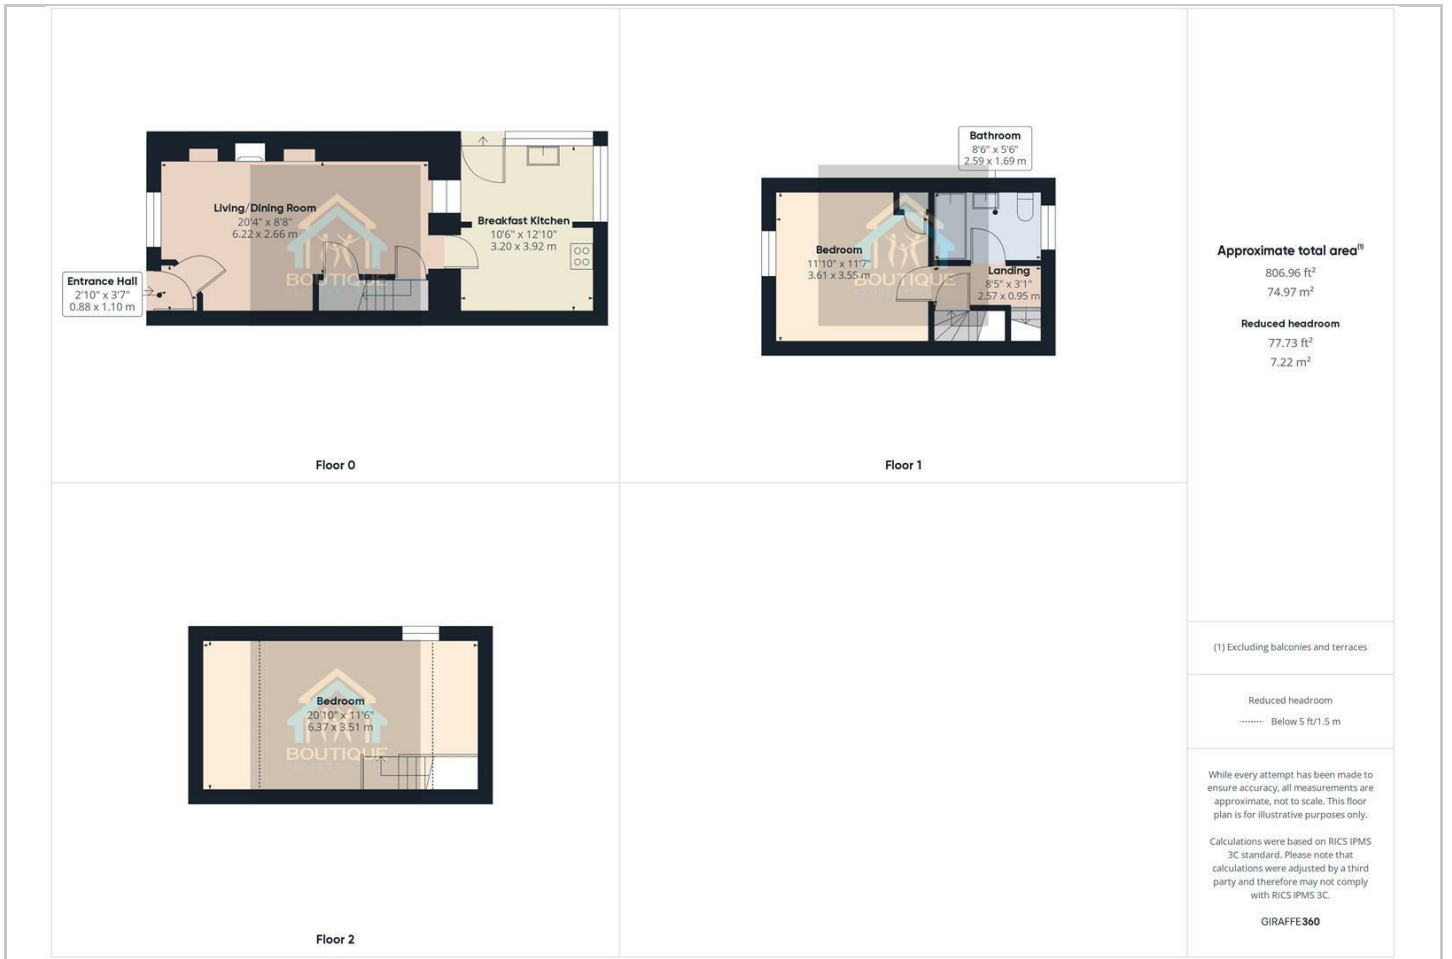 Living/Dining Room
20'4" x 8'8"
6.22 x 2.66 m
Breakfast Kitchen
10'6" x 12'10"
3.20 x 3.92 m
Entrance Hall
2'10" x 3'7"
0.88 x 1.10 m
BOUTIQUE
Floor 0
Bathroom
8'6" x 5'6"
2.59 x 1.69 m
Bedroom
11'10" x 11'7"
3.61 x 3.55 m
BOUTIQUE
Landing
8'5" x 3'1"
2.57 x 0.95 m
Floor 1
Bedroom
20'10" x 11'6"
6.37 x 3.51 m
BOUTIQUE
Floor 2
Approximate total area(1)
806.96 ft²
74.97 m²
Reduced headroom
77.73 ft²
7.22 m²
(1) Excluding balconies and terraces
Reduced headroom
Below 5 ft/1.5 m
While every attempt has been made to
ensure accuracy, all measurements are
approximate, not to scale. This floor
plan is for illustrative purposes only.
Calculations were based on RICS IPMS
3C standard. Please note that
calculations were adjusted by a third
party and therefore may not comply
with RICS IPMS 3C.
GIRAFFE360